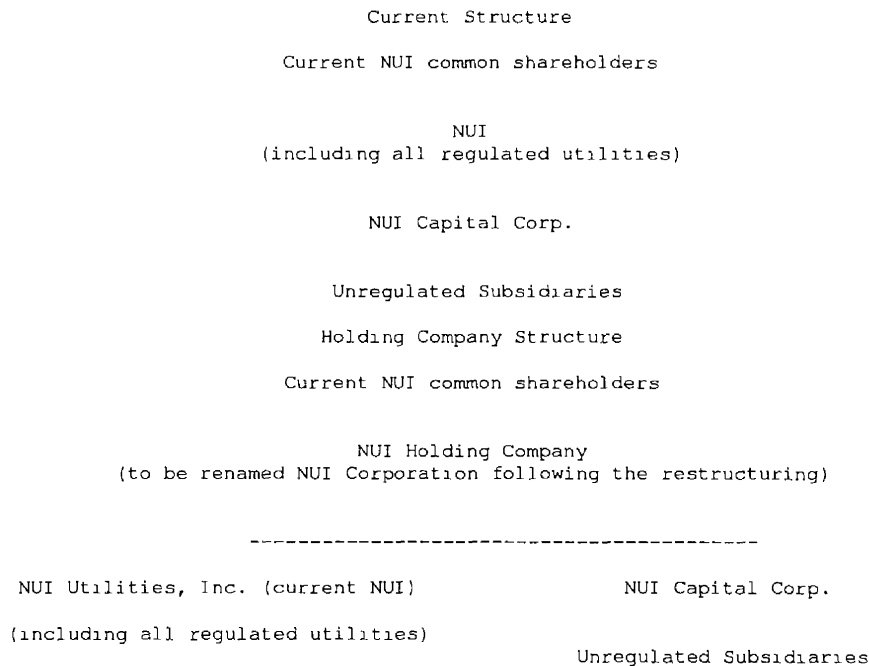 Current Structure
Current NUI common shareholders
NUI
(including all regulated utilities)
NUI Capital Corp.
Unregulated Subsidiaries
Holding Company Structure
Current NUI common shareholders
NUI Holding Company
(to be renamed NUI Corporation following the restructuring)
------------------------------------------
NUI Utilities, Inc. (current NUI) NUI Capital Corp.
(including all regulated utilities)
Unregulated Subsidiaries